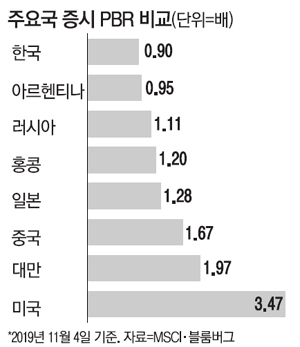 주요국 증시 PBR 비교(단위=배)
한국 0.90
아르헨티나 0.95
러시아 1.11
홍콩 1.20
일본 1.28
중국 1.67
대만 1.97
미국 3.47
*2019년 11월 4일 기준. 자료=MSCI·블룸버그